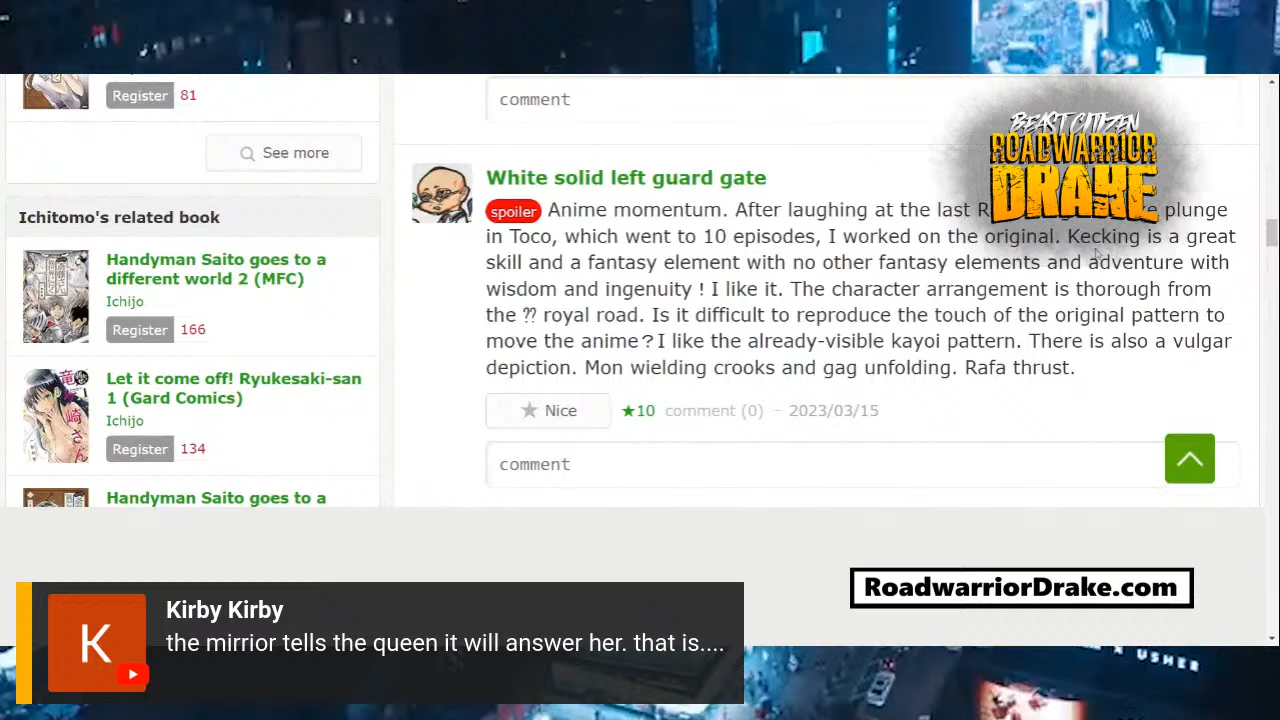 Register 81
See more
Ichitomo's related book
Handyman Saito goes to a
different world 2 (MFC)
Ichijo
Register 166
Let it come off! Ryukesaki-san
1 (Gard Comics)
Ichijo
Register 134
Handyman Saito goes to a
comment
White solid left guard gate
spoiler Anime momentum. After laughing at the last R plunge
in Toco, which went to 10 episodes, I worked on the original. Kecking is a great
skill and a fantasy element with no other fantasy elements and adventure with
wisdom and ingenuity ! I like it. The character arrangement is thorough from
the ⁇ royal road. Is it difficult to reproduce the touch of the original pattern to
move the anime？I like the already-visible kayoi pattern. There is also a vulgar
depiction. Mon wielding crooks and gag unfolding. Rafa thrust.
Nice ★10 comment (0) - 2023/03/15
comment
BEAST CITIZEN
ROADWARRIOR
DRAKE
RoadwarriorDrake.com
K
Kirby Kirby
the mirrior tells the queen it will answer her. that is....
USHER